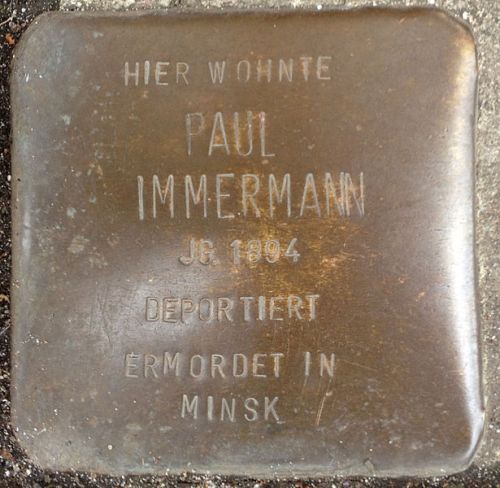 HIER WOHNTE
PAUL
IMMERMANN
JG. 1894
DEPORTIERT
ERMORDET IN
MINSK